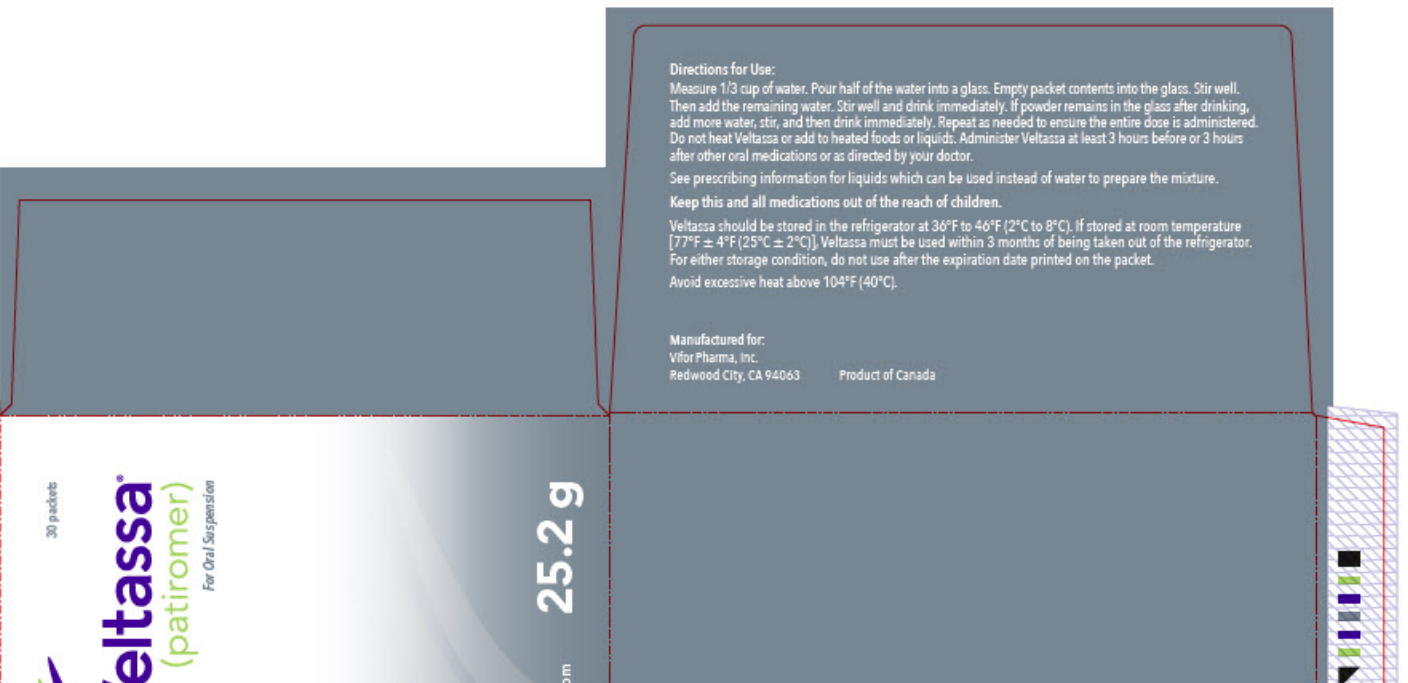 Directions for Use:
Measure 1/3 cup of water. Pour half of the water into a glass. Empty packet contents into the glass. Stir well.
Then add the remaining water. Stir well and drink immediately. If powder remains in the glass after drinking,
add more water, stir, and then drink immediately. Repeat as needed to ensure the entire dose is administered.
Do not heat Veltassa or add to heated foods or liquids. Administer Veltassa at least 3 hours before or 3 hours
after other oral medications or as directed by your doctor.
See prescribing information for liquids which can be used instead of water to prepare the mixture.
Keep this and all medications out of the reach of children.
Veltassa should be stored in the refrigerator at 36°F to 46°F (2°C to 8°C). If stored at room temperature
[77°F ± 4°F (25°C ± 2°C)], Veltassa must be used within 3 months of being taken out of the refrigerator.
For either storage condition, do not use after the expiration date printed on the packet.
Avoid excessive heat above 104°F (40°C).
Manufactured for:
Vifor Pharma, Inc.
Redwood City, CA 94063 Product of Canada
30 packets
eltassa®
(patiromer)
For Oral Suspension
25.2 g
om